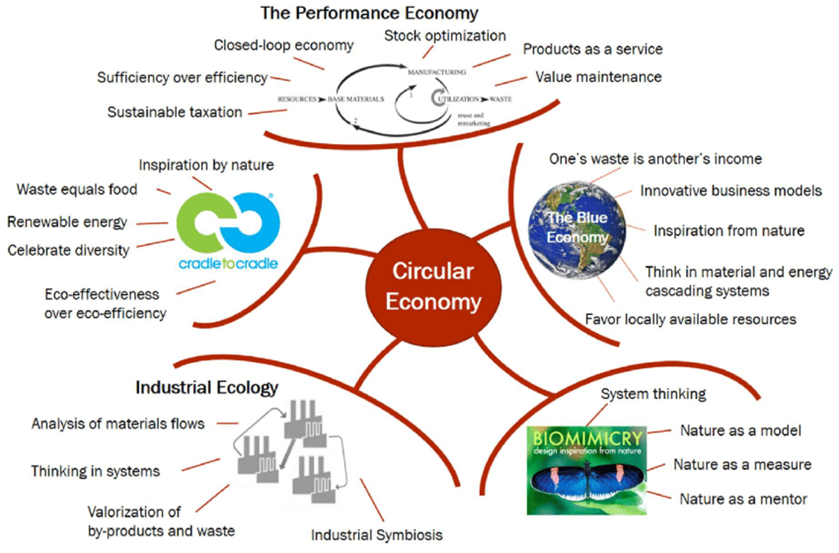 The Performance Economy
Closed-loop economy
Stock optimization
Products as a service
Sufficiency over efficiency
Value maintenance
Sustainable taxation
MANUFACTURING
RESOURCES BASE MATERIALS UTILIZATION WASTE
1
2
reuse and
remarketing
Inspiration by nature
Waste equals food
Renewable energy
Celebrate diversity
cradletocradle
Eco-effectiveness
over eco-efficiency
One's waste is another's income
Innovative business models
The Blue
Economy
Inspiration from nature
Think in material and energy
cascading systems
Favor locally available resources
Circular
Economy
Industrial Ecology
Analysis of materials flows
Thinking in systems
Valorization of
by-products and waste
Industrial Symbiosis
System thinking
BIOMIMICRY
design inspiration from nature
Nature as a model
Nature as a measure
Nature as a mentor